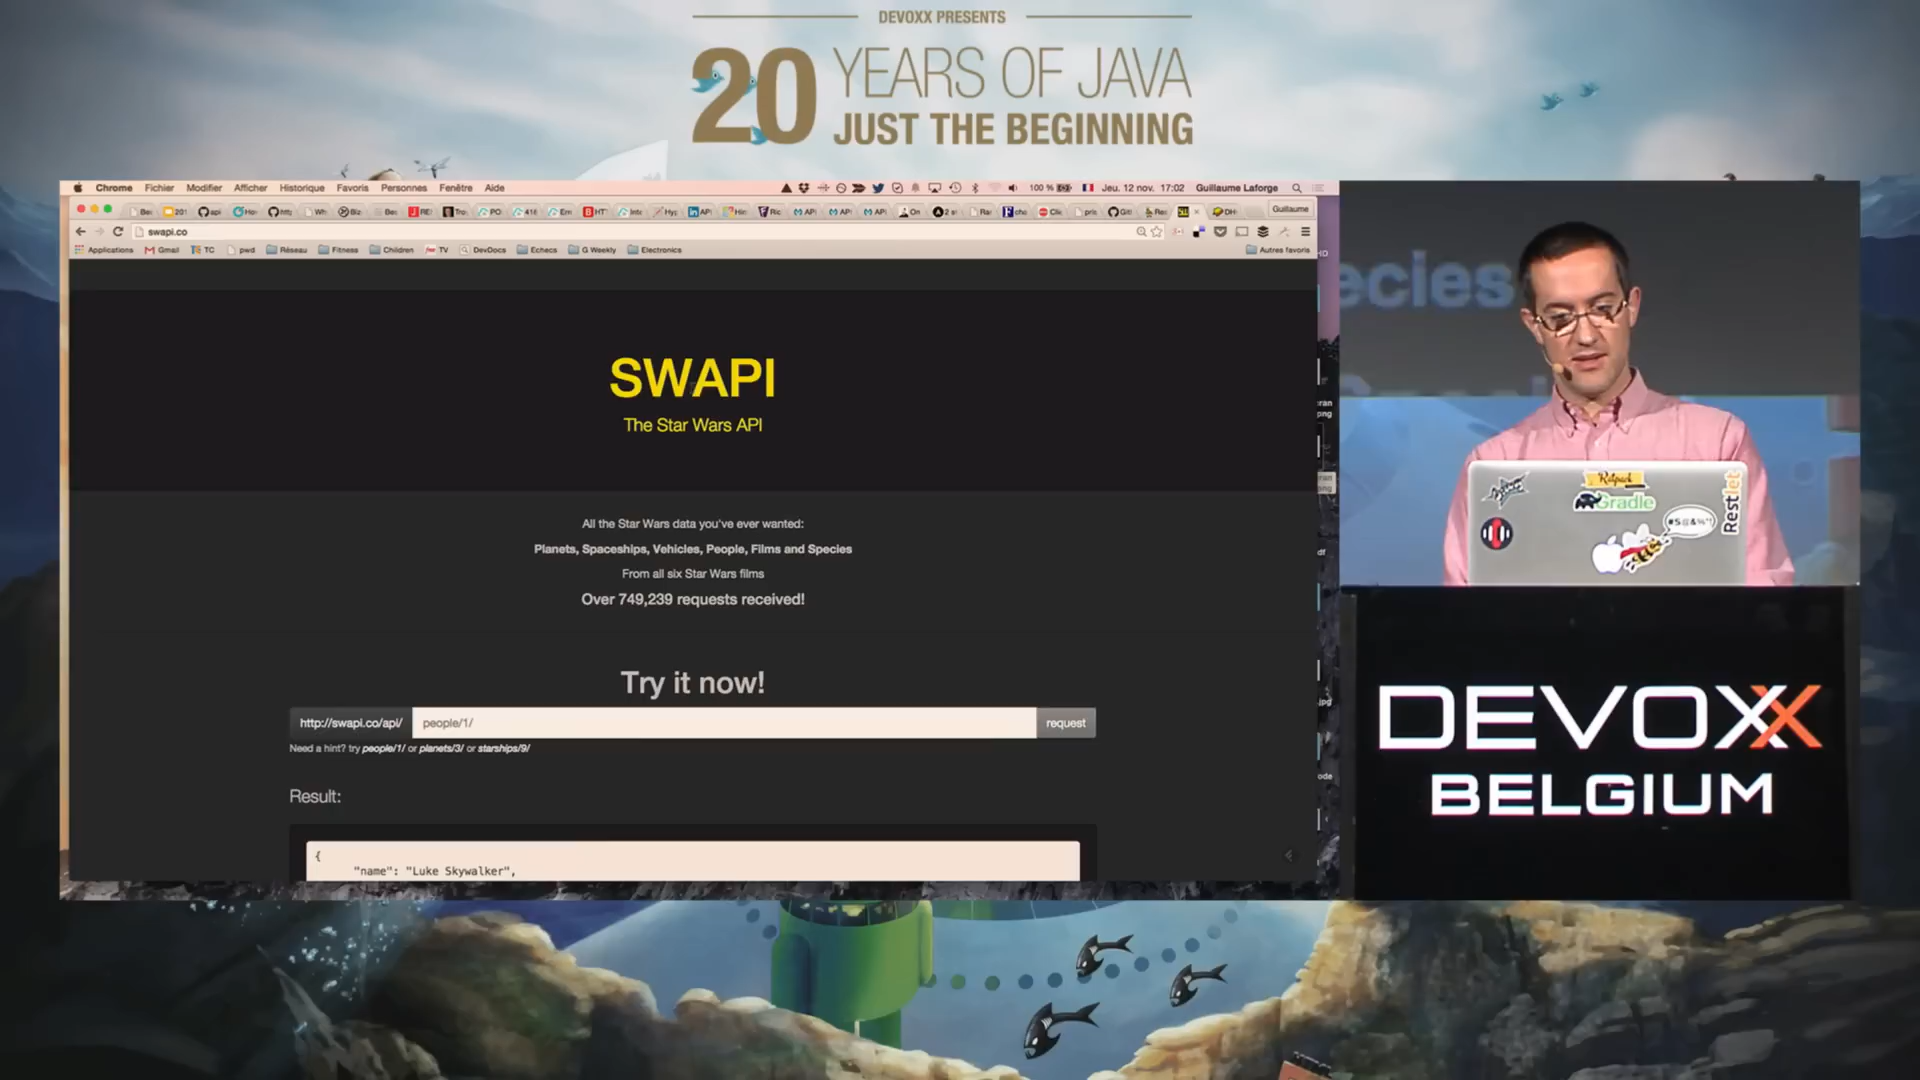 DEVOXX PRESENTS
20 YEARS OF JAVA
JUST THE BEGINNING
Chrome Fichier Modifier Afficher Historique Favoris Personnes Fenêtre Aide
100 % Jeu. 12 nov. 17:02 Guillaume Laforge
Guillaume
swapi.co
Applications Gmail TC pwd Réseau Fitness Children TV DevDocs Echecs G Weekly Electronics Autres favoris
SWAPI
The Star Wars API
All the Star Wars data you've ever wanted:
Planets, Spaceships, Vehicles, People, Films and Species
From all six Star Wars films
Over 749,239 requests received!
Try it now!
http://swapi.co/api/ people/1/ request
Need a hint? try people/1/ or planets/3/ or starships/9/
Result:
{
"name": "Luke Skywalker",
ecies
Ratpack
Gradle
Restlet
#$@&%*!
DEVOXX
BELGIUM